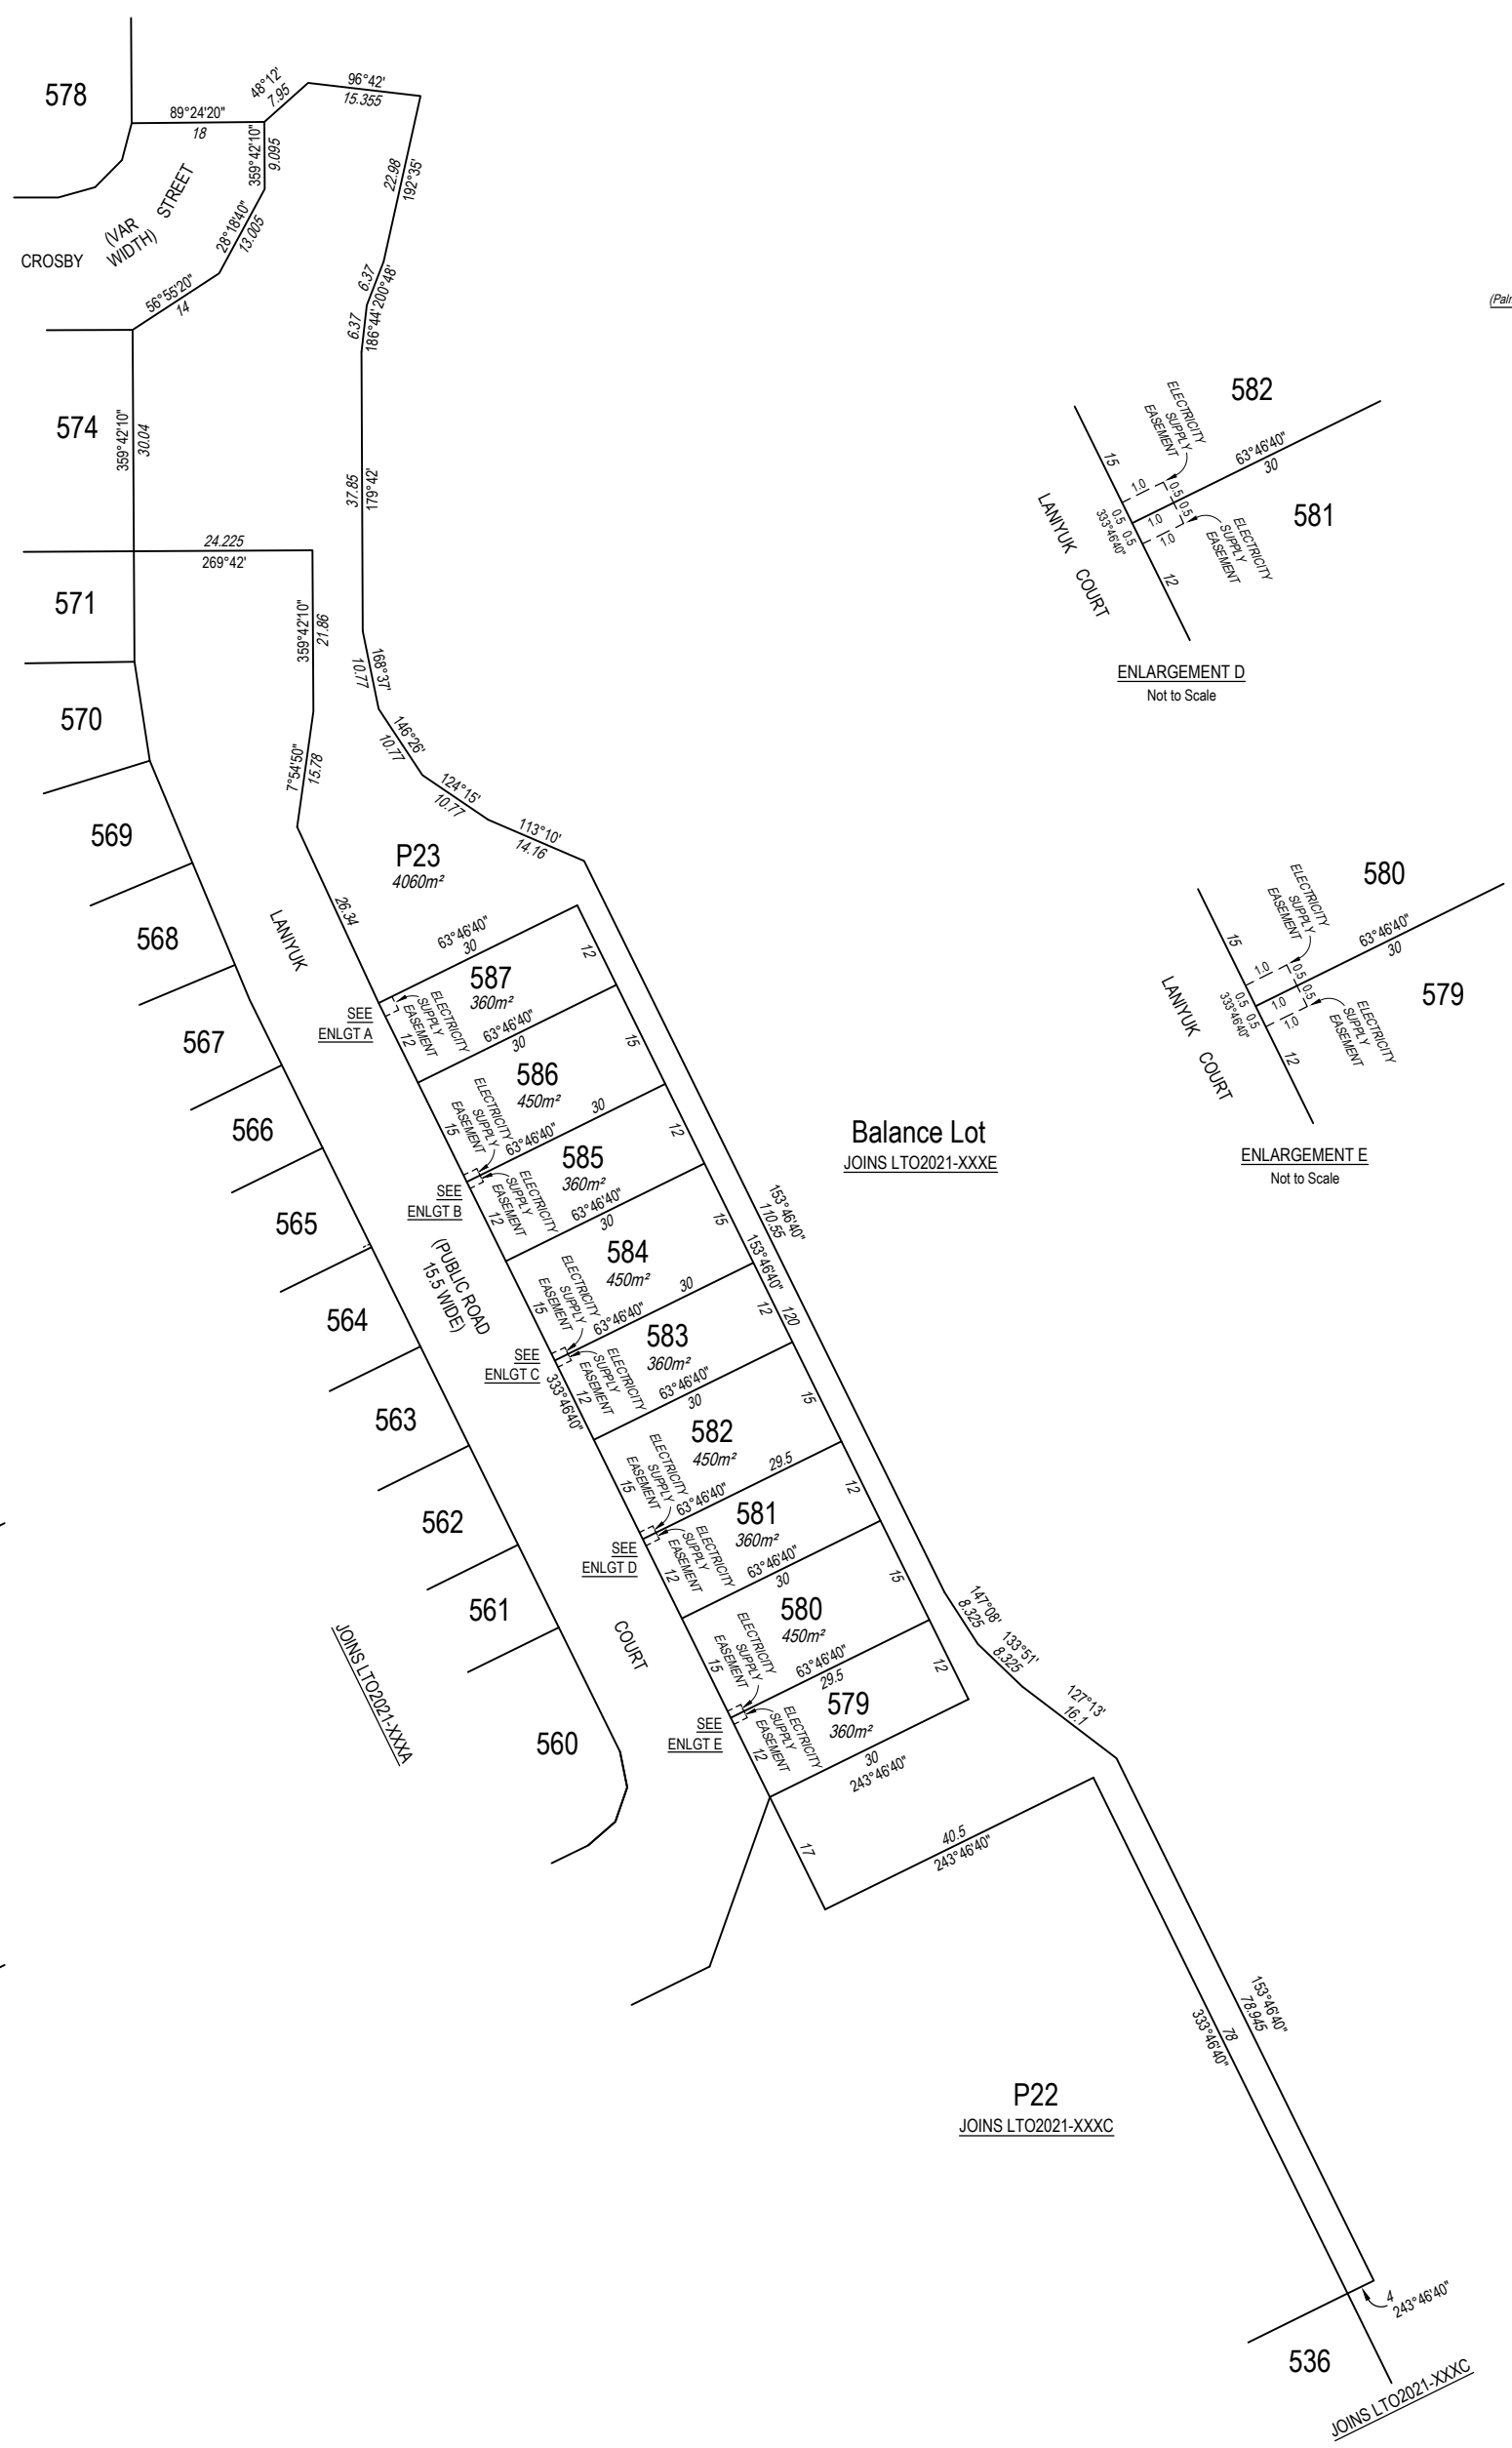 578
89°24'20"
18
48°12'
7.95
96°42'
15.355
359°42'10"
9.095
22.98
192°35'
CROSBY
(VAR
WIDTH)
STREET
28°18'40"
13.005
56°55'20"
14
6.37
200°48'
6.37
186°44'
574
359°42'10"
30.04
37.85
179°42'
24.225
269°42'
571
359°42'10"
21.86
168°37'
10.77
570
146°26'
10.77
7°54'50"
15.78
124°15'
10.77
113°10'
14.16
569
P23
4060m²
26.34
568
LANIYUK
63°46'40"
30
12
587
360m²
SEE
ENLGT A
12
ELECTRICITY
SUPPLY
EASEMENT
63°46'40"
30
15
567
586
450m²
15
ELECTRICITY
SUPPLY
EASEMENT
30
63°46'40"
12
566
585
360m²
SEE
ENLGT B
12
ELECTRICITY
SUPPLY
EASEMENT
63°46'40"
30
15
Balance Lot
JOINS LTO2021-XXXE
153°46'40"
110.55
565
(PUBLIC ROAD
15.5 WIDE)
584
450m²
15
ELECTRICITY
SUPPLY
EASEMENT
30
63°46'40"
153°46'40"
120
12
564
583
360m²
SEE
ENLGT C
333°46'40"
12
ELECTRICITY
SUPPLY
EASEMENT
63°46'40"
30
15
563
582
450m²
15
ELECTRICITY
SUPPLY
EASEMENT
29.5
63°46'40"
12
562
581
360m²
SEE
ENLGT D
12
ELECTRICITY
SUPPLY
EASEMENT
63°46'40"
30
15
561
COURT
580
450m²
15
ELECTRICITY
SUPPLY
EASEMENT
63°46'40"
29.5
12
147°08'
8.325
133°51'
8.325
127°13'
16.1
JOINS LTO2021-XXXA
560
579
360m²
SEE
ENLGT E
12
ELECTRICITY
SUPPLY
EASEMENT
30
243°46'40"
17
40.5
243°46'40"
153°46'40"
78.945
78
333°46'40"
P22
JOINS LTO2021-XXXC
4
243°46'40"
536
JOINS LTO2021-XXXC
582
ELECTRICITY
SUPPLY
EASEMENT
15
63°46'40"
30
1.0
0.5
0.5
1.0
1.0
0.5
0.5
333°46'40"
581
ELECTRICITY
SUPPLY
EASEMENT
12
LANIYUK
COURT
ENLARGEMENT D
Not to Scale
580
ELECTRICITY
SUPPLY
EASEMENT
15
63°46'40"
30
1.0
0.5
0.5
1.0
1.0
0.5
0.5
333°46'40"
579
ELECTRICITY
SUPPLY
EASEMENT
12
LANIYUK
COURT
ENLARGEMENT E
Not to Scale